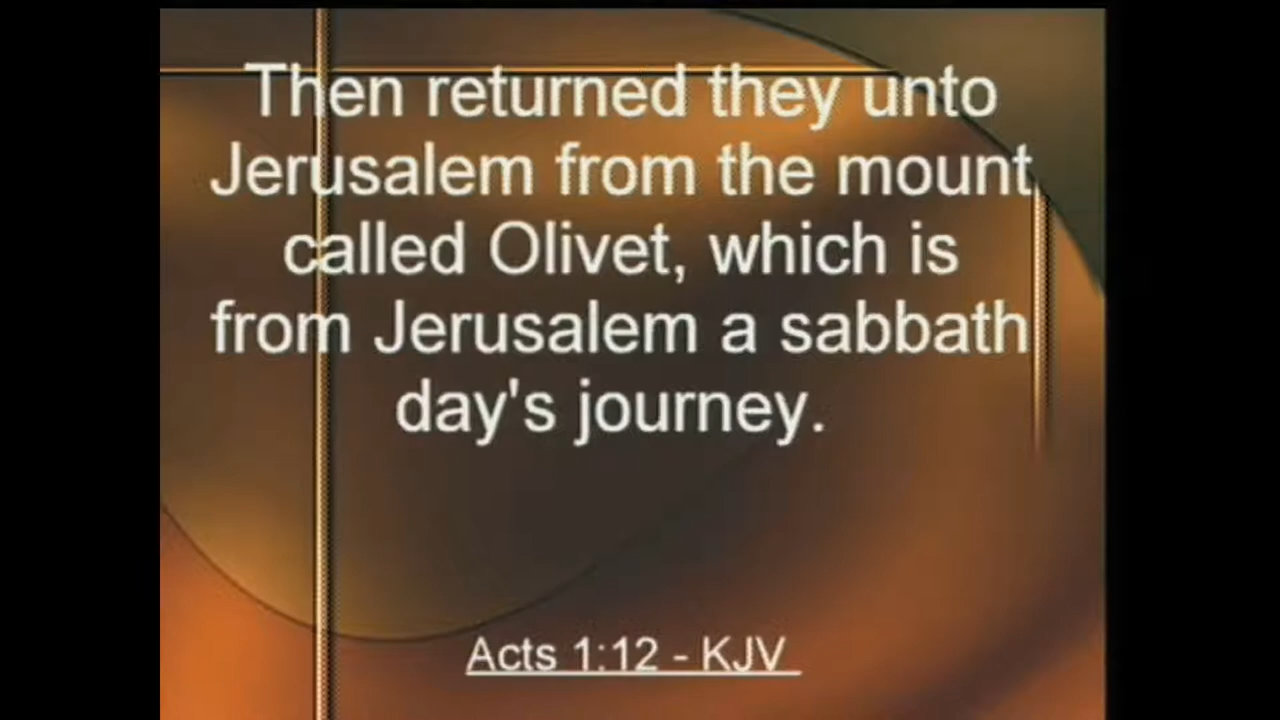 Then returned they unto
Jerusalem from the mount
called Olivet, which is
from Jerusalem a sabbath
day's journey.
Acts 1:12 - KJV